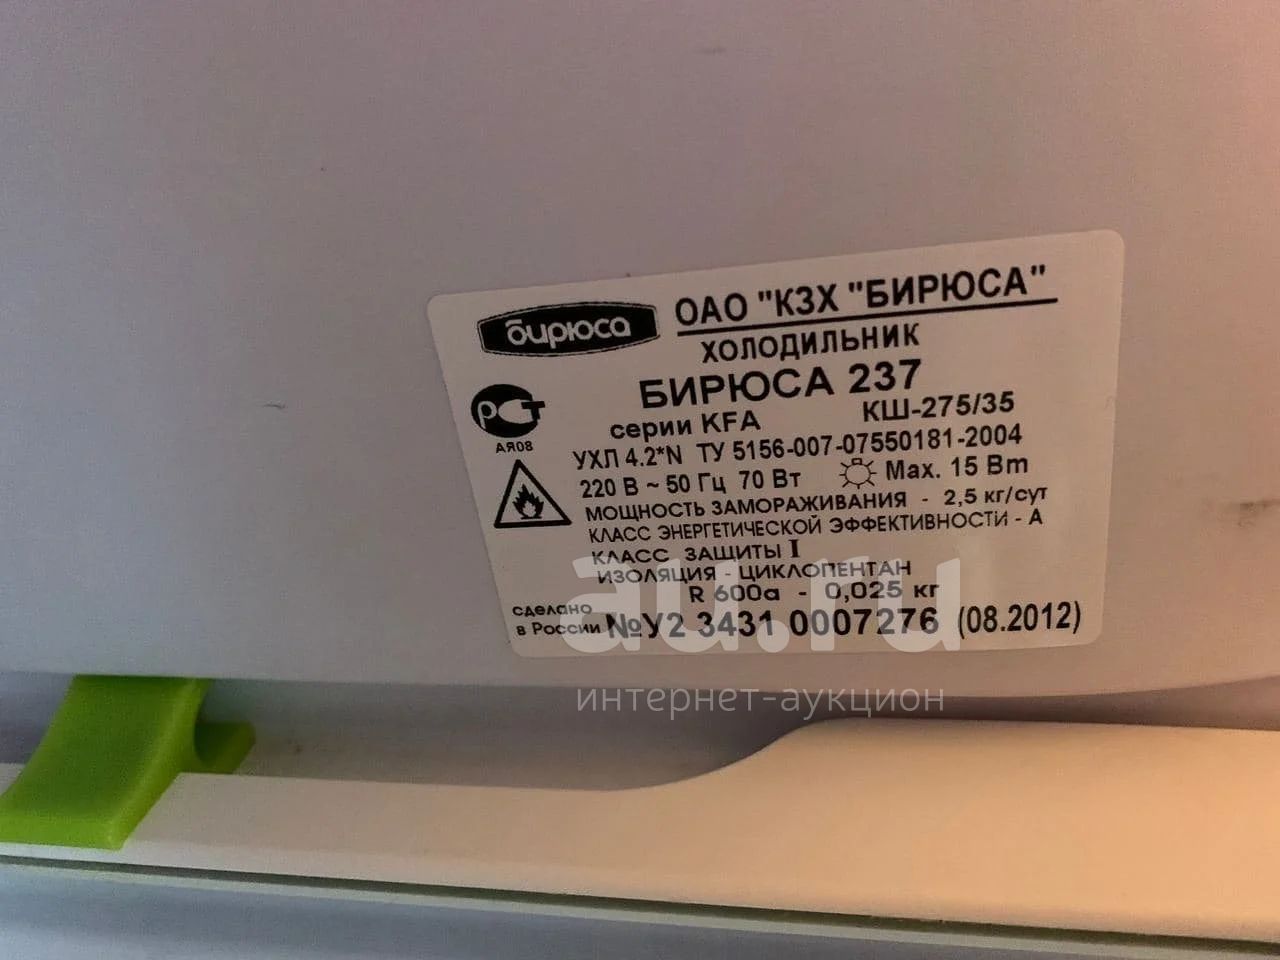 бирюса
ОАО "КЗХ "БИРЮСА"
ХОЛОДИЛЬНИК
БИРЮСА 237
серии KFA КШ-275/35
РСТ
АЯ08
УХЛ 4.2*N ТУ 5156-007-07550181-2004
220 В ~ 50 Гц 70 Вт Max. 15 Вт
МОЩНОСТЬ ЗАМОРАЖИВАНИЯ - 2,5 кг/сут
КЛАСС ЭНЕРГЕТИЧЕСКОЙ ЭФФЕКТИВНОСТИ - А
КЛАСС ЗАЩИТЫ I
ИЗОЛЯЦИЯ - ЦИКЛОПЕНТАН
R 600a - 0,025 кг
сделано
в России №У2 3431 0007276 (08.2012)
au.ru
интернет-аукцион